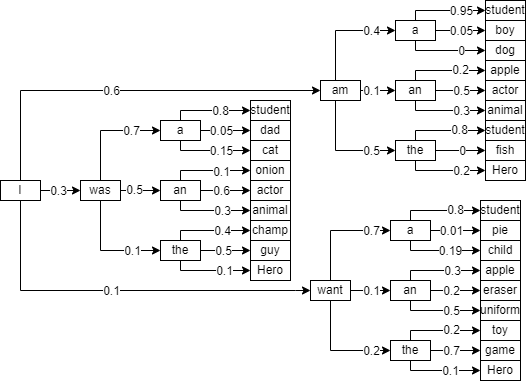 0.95 student
0.4 a 0.05 boy
0 dog
0.2 apple
0.6 am 0.1 an 0.5 actor
0.3 animal
0.8 student
0.5 the 0 fish
0.2 Hero
0.8 student
0.7 a 0.05 dad
0.15 cat
0.1 onion
I 0.3 was 0.5 an 0.6 actor
0.3 animal
0.4 champ
0.1 the 0.5 guy
0.1 Hero
0.8 student
0.7 a 0.01 pie
0.19 child
0.3 apple
0.1 want 0.1 an 0.2 eraser
0.5 uniform
0.2 toy
0.2 the 0.7 game
0.1 Hero